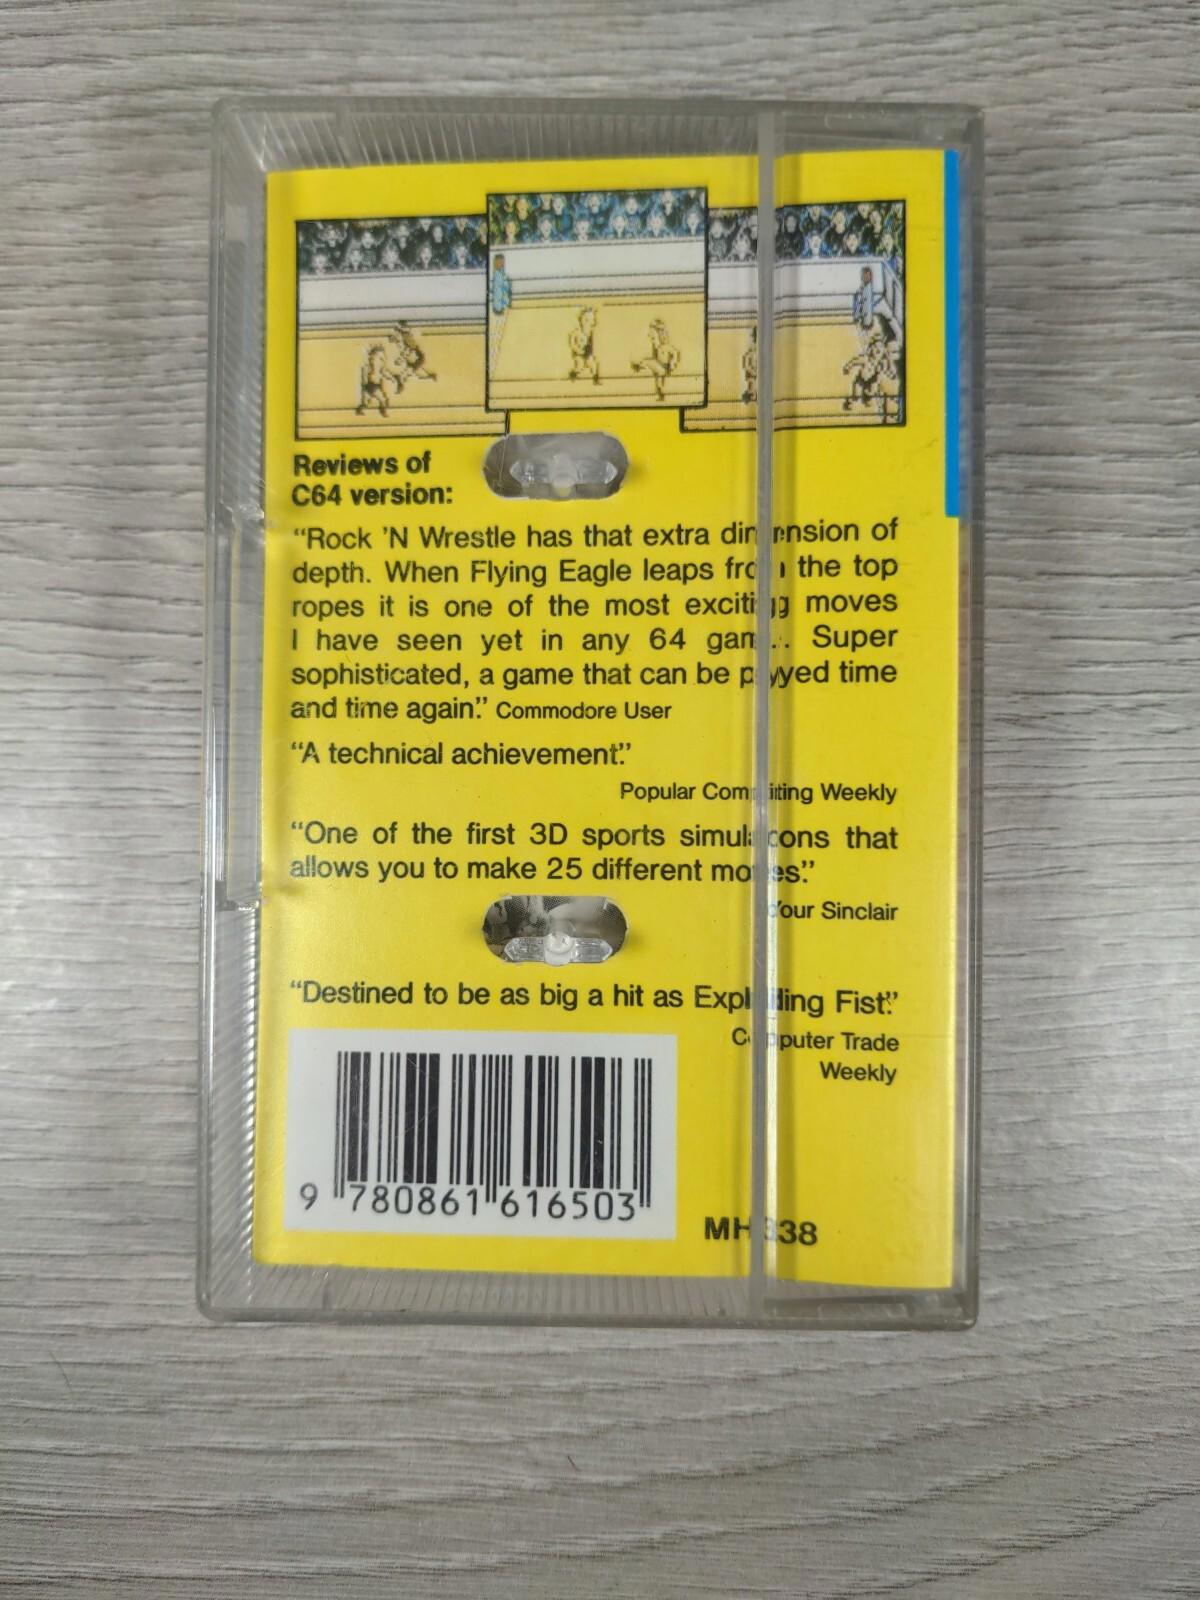 Reviews of
C64 version:
“Rock ’N Wrestle has that extra dimension of
depth. When Flying Eagle leaps from the top
ropes it is one of the most exciting moves
I have seen yet in any 64 game. Super
sophisticated, a game that can be played time
and time again.” Commodore User
“A technical achievement.”
Popular Computing Weekly
“One of the first 3D sports simulations that
allows you to make 25 different moves.”
Your Sinclair
“Destined to be as big a hit as Exploding Fist.”
Computer Trade
Weekly
9 780861 616503
MH338